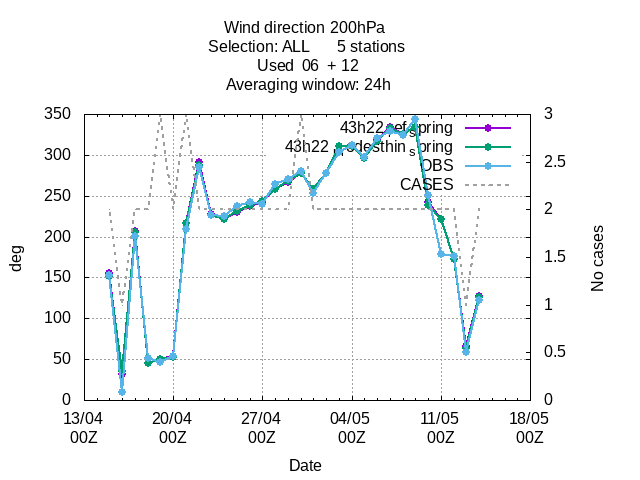 Wind direction 200hPa
Selection: ALL 5 stations
Used 06 + 12
Averaging window: 24h
350
300
250
200
150
100
50
0
3
2.5
2
1.5
1
0.5
0
deg
No cases
43h22_ref_spring
43h22_nodesthin_spring
OBS
CASES
13/04 20/04 27/04 04/05 11/05 18/05
00Z 00Z 00Z 00Z 00Z 00Z
Date